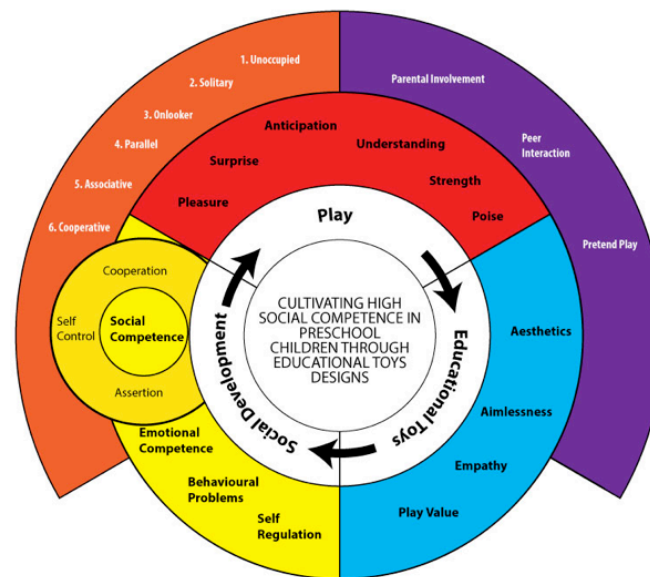 1. Unoccupied
2. Solitary
3. Onlooker
4. Parallel
5. Associative
6. Cooperative
Parental Involvement
Peer
Interaction
Pretend Play
Anticipation
Understanding
Surprise
Strength
Pleasure
Poise
Play
Educational Toys
Social Development
CULTIVATING HIGH
SOCIAL COMPETENCE IN
PRESCHOOL
CHILDREN THROUGH
EDUCATIONAL TOYS
DESIGNS
Cooperation
Self
Control
Social
Competence
Assertion
Emotional
Competence
Behavioural
Problems
Self
Regulation
Aesthetics
Aimlessness
Empathy
Play Value